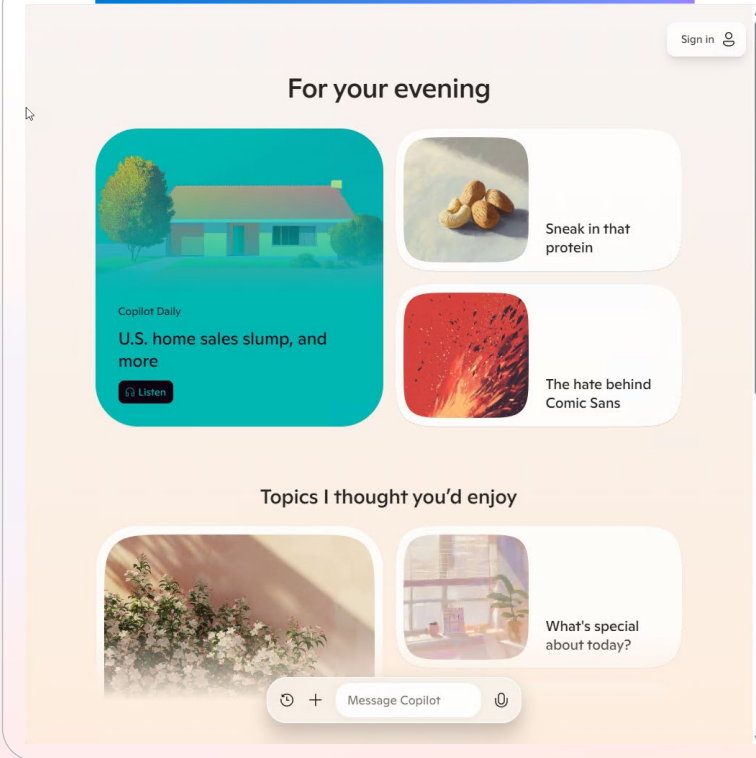 Sign in
For your evening
Copilot Daily
U.S. home sales slump, and
more
Listen
Sneak in that
protein
The hate behind
Comic Sans
Topics I thought you’d enjoy
What's special
about today?
Message Copilot